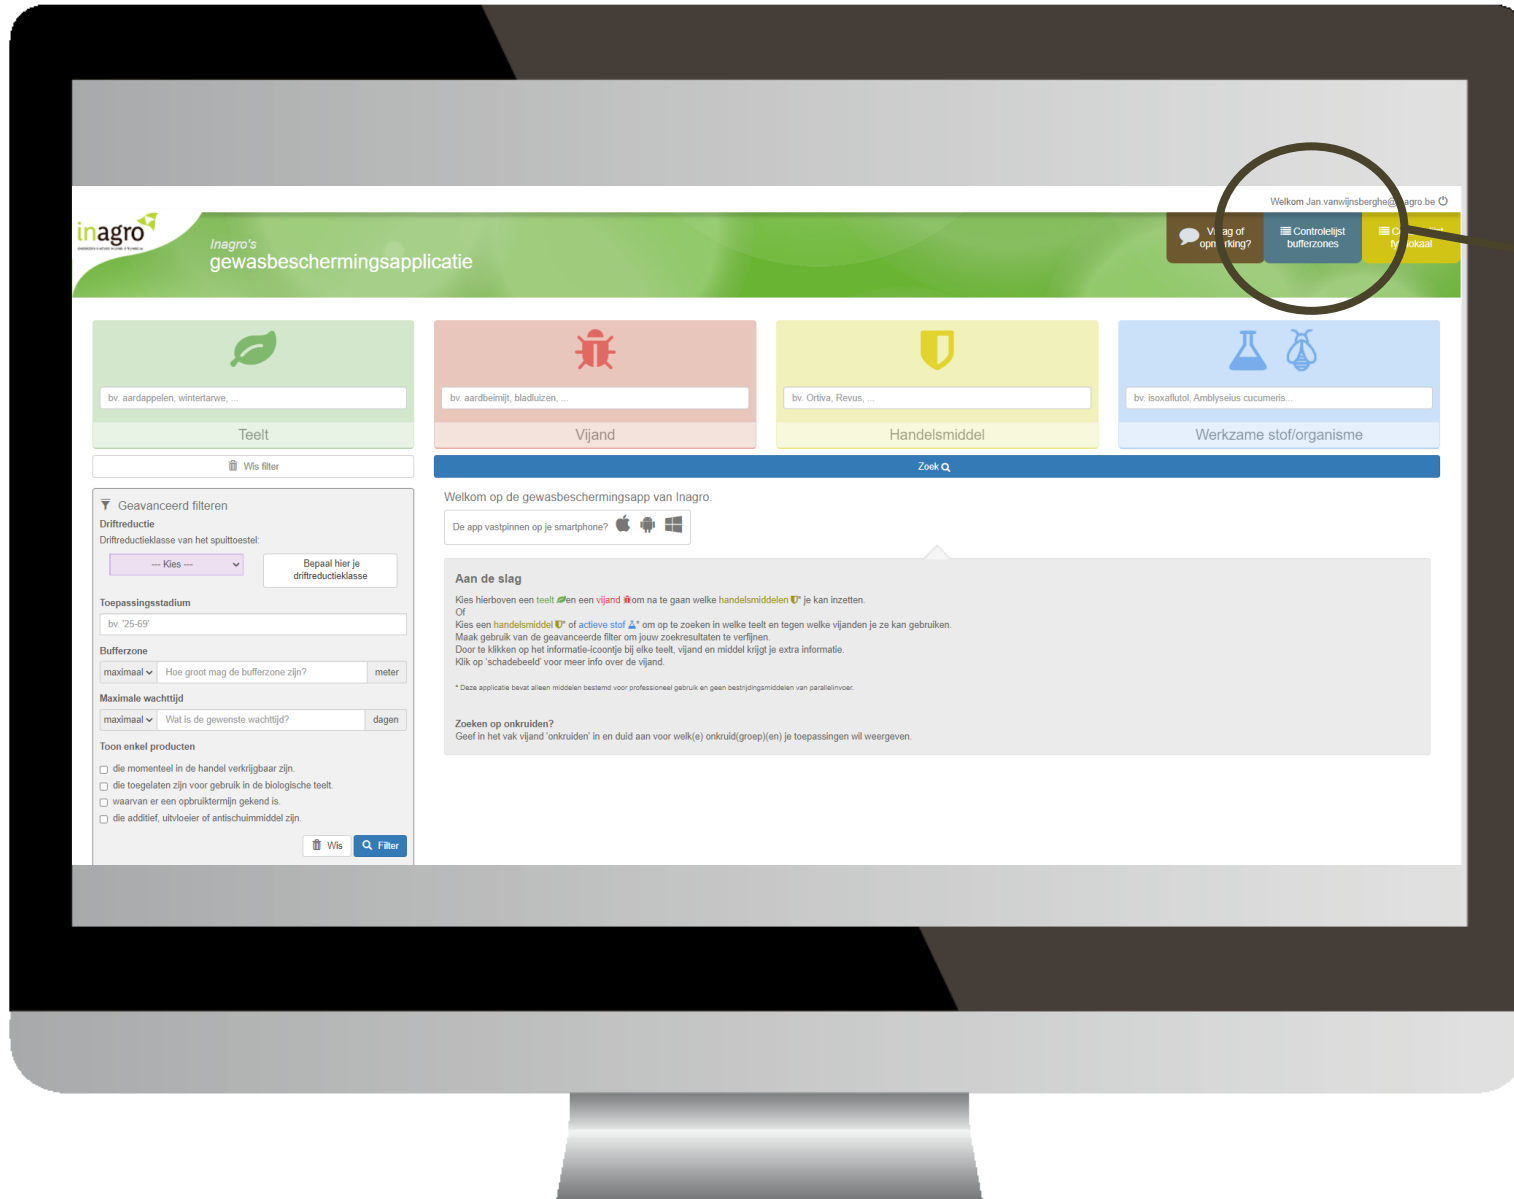 Welkom Jan.vanwijnsberghe@inagro.be
inagro
Inagro's
gewasbeschermingsapplicatie
Vraag of
opmerking?
Controlelijst
bufferzones
fytolokaal
bv. aardappelen, wintertarwe, ...
Teelt
bv. aardbeimijt, bladluizen, ...
Vijand
bv. Ortiva, Revus, ...
Handelsmiddel
bv. isoxaflutol, Amblyseius cucumeris...
Werkzame stof/organisme
Wis filter
Zoek
Geavanceerd filteren
Driftreductie
Driftreductieklasse van het spuittoestel:
--- Kies ---
Bepaal hier je
driftreductieklasse
Toepassingsstadium
bv. '25-69'
Bufferzone
maximaal Hoe groot mag de bufferzone zijn? meter
Maximale wachttijd
maximaal Wat is de gewenste wachttijd? dagen
Toon enkel producten
die momenteel in de handel verkrijgbaar zijn.
die toegelaten zijn voor gebruik in de biologische teelt.
waarvan er een opbruiktermijn gekend is.
die additief, uitvloeier of antischuimmiddel zijn.
Wis Filter
Welkom op de gewasbeschermingsapp van Inagro.
De app vastpinnen op je smartphone?
Aan de slag
Kies hierboven een teelt en een vijand om na te gaan welke handelsmiddelen * je kan inzetten.
Of
Kies een handelsmiddel * of actieve stof * om op te zoeken in welke teelt en tegen welke vijanden je ze kan gebruiken.
Maak gebruik van de geavanceerde filter om jouw zoekresultaten te verfijnen.
Door te klikken op het informatie-icoontje bij elke teelt, vijand en middel krijgt je extra informatie.
Klik op 'schadebeeld' voor meer info over de vijand.
* Deze applicatie bevat alleen middelen bestemd voor professioneel gebruik en geen bestrijdingsmiddelen van parallelinvoer.
Zoeken op onkruiden?
Geef in het vak vijand 'onkruiden' in en duid aan voor welk(e) onkruid(groep)(en) je toepassingen wil weergeven.